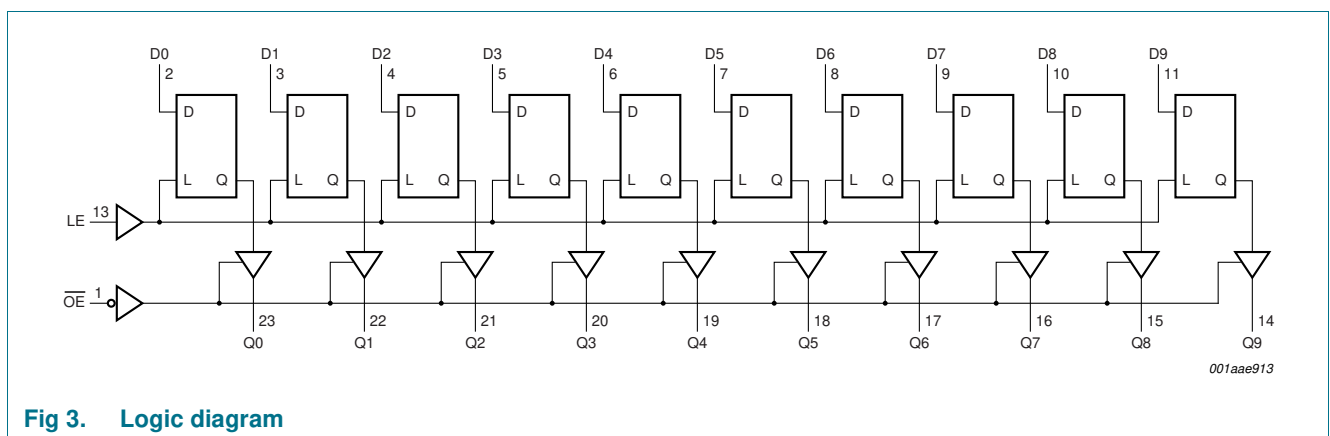 D0 D1 D2 D3 D4 D5 D6 D7 D8 D9
2 3 4 5 6 7 8 9 10 11
D D D D D D D D D D
L Q L Q L Q L Q L Q L Q L Q L Q L Q L Q
LE 13
OE 1
23 22 21 20 19 18 17 16 15 14
Q0 Q1 Q2 Q3 Q4 Q5 Q6 Q7 Q8 Q9
001aae913
Fig 3. Logic diagram